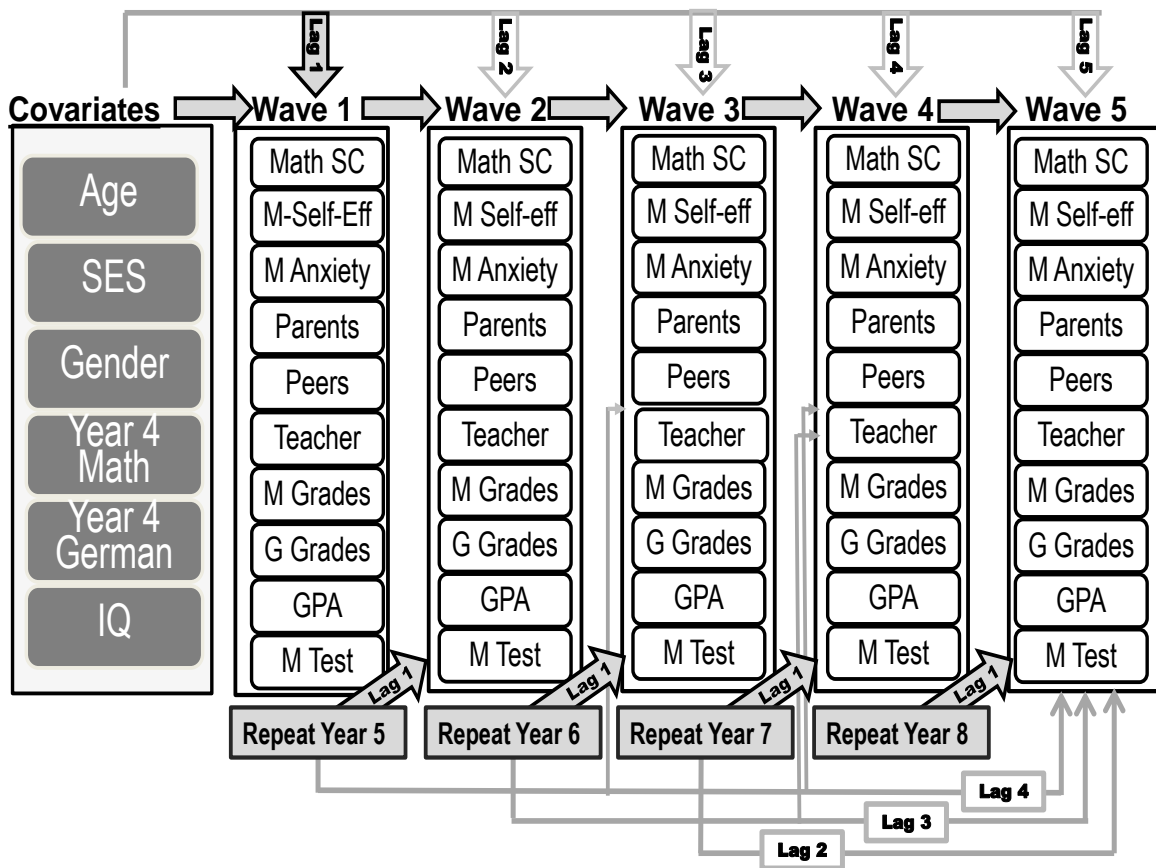 Lag 1
Lag 2
Lag 3
Lag 4
Lag 5
Covariates
Wave 1
Wave 2
Wave 3
Wave 4
Wave 5
Age
SES
Gender
Year 4
Math
Year 4
German
IQ
Math SC
M-Self-Eff
M Anxiety
Parents
Peers
Teacher
M Grades
G Grades
GPA
M Test
Math SC
M Self-eff
M Anxiety
Parents
Peers
Teacher
M Grades
G Grades
GPA
M Test
Math SC
M Self-eff
M Anxiety
Parents
Peers
Teacher
M Grades
G Grades
GPA
M Test
Math SC
M Self-eff
M Anxiety
Parents
Peers
Teacher
M Grades
G Grades
GPA
M Test
Math SC
M Self-eff
M Anxiety
Parents
Peers
Teacher
M Grades
G Grades
GPA
M Test
Lag 1
Lag 1
Lag 1
Lag 1
Repeat Year 5
Repeat Year 6
Repeat Year 7
Repeat Year 8
Lag 4
Lag 3
Lag 2